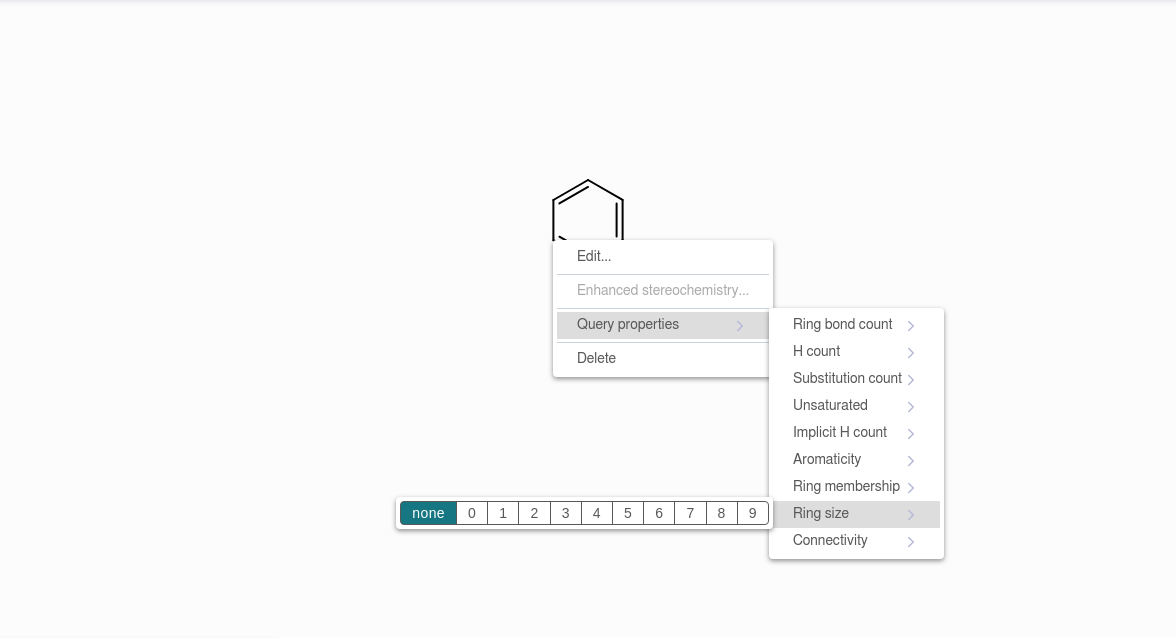 Edit...
Enhanced stereochemistry...
Query properties
Delete
Ring bond count
H count
Substitution count
Unsaturated
Implicit H count
Aromaticity
Ring membership
Ring size
Connectivity
none 0 1 2 3 4 5 6 7 8 9